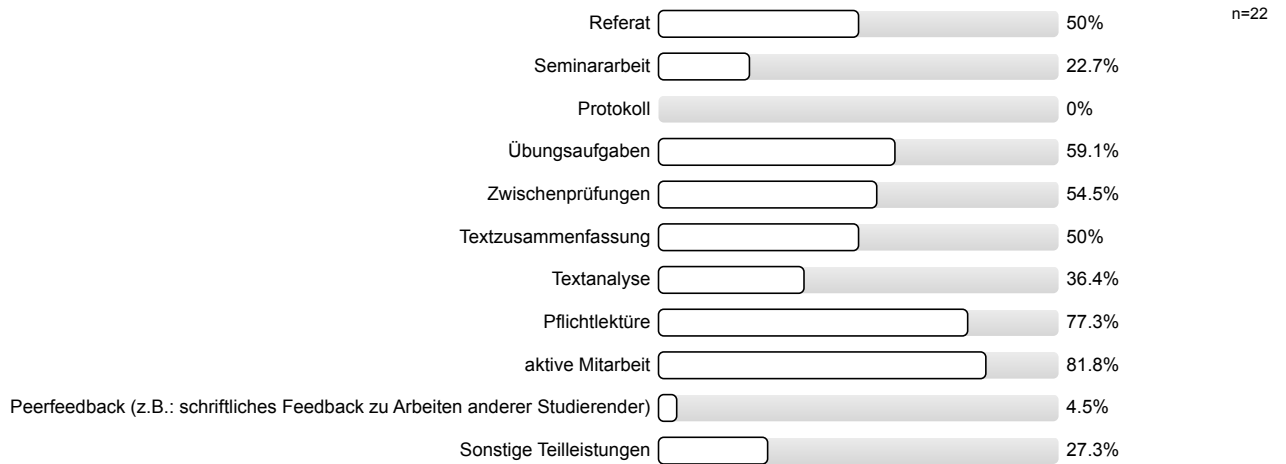 Referat 50% n=22
Seminararbeit 22.7%
Protokoll 0%
Übungsaufgaben 59.1%
Zwischenprüfungen 54.5%
Textzusammenfassung 50%
Textanalyse 36.4%
Pflichtlektüre 77.3%
aktive Mitarbeit 81.8%
Peerfeedback (z.B.: schriftliches Feedback zu Arbeiten anderer Studierender) 4.5%
Sonstige Teilleistungen 27.3%